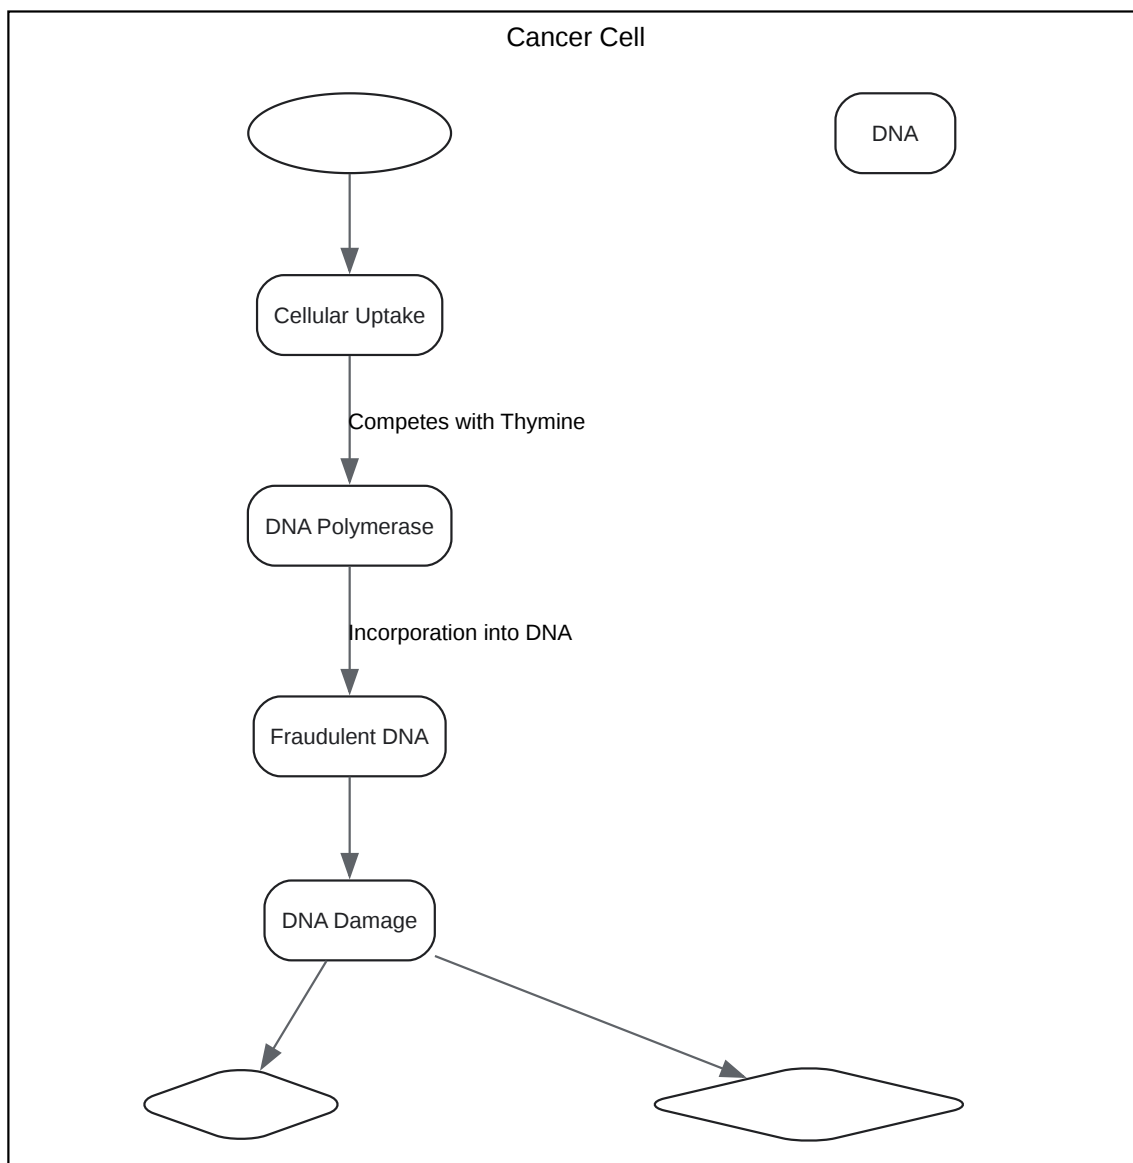 Cancer Cell
DNA
Cellular Uptake
Competes with Thymine
DNA Polymerase
Incorporation into DNA
Fraudulent DNA
DNA Damage